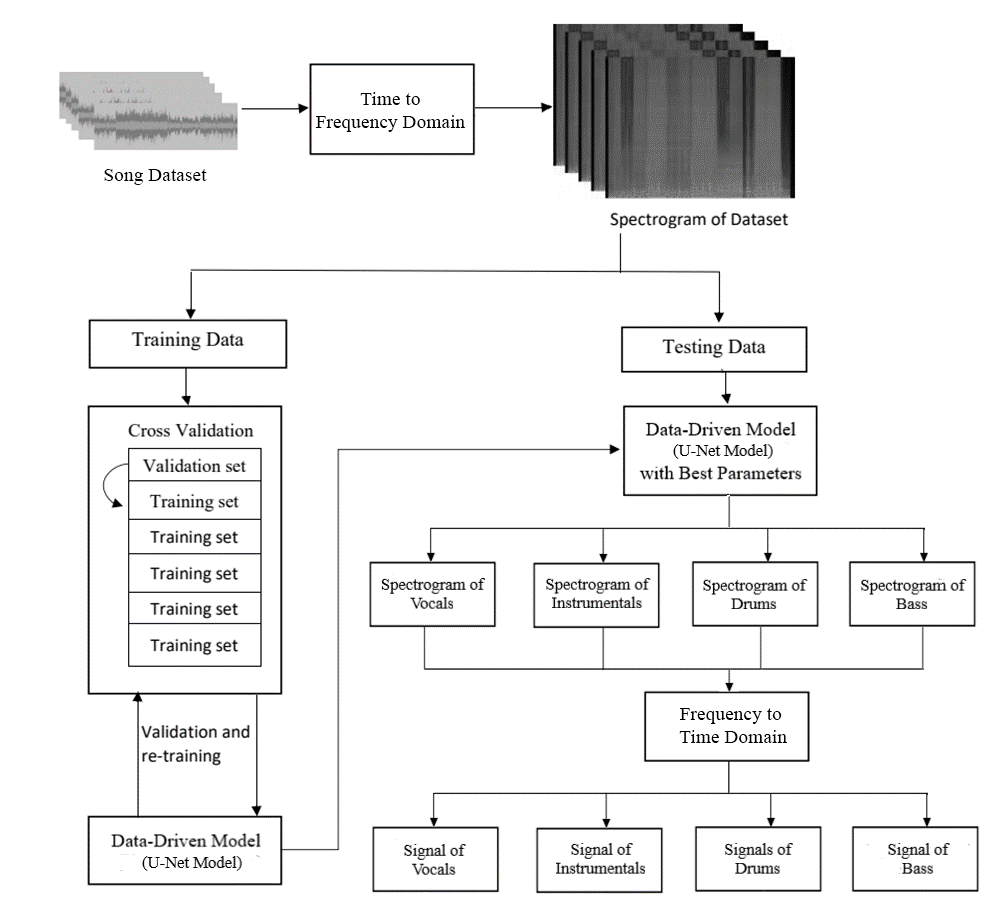 Time to
Frequency Domain
Song Dataset
Spectrogram of Dataset
Training Data
Testing Data
Cross Validation
Validation set
Training set
Training set
Training set
Training set
Training set
Validation and
re-training
Data-Driven Model
(U-Net Model)
Data-Driven Model
(U-Net Model)
with Best Parameters
Spectrogram of
Vocals
Spectrogram of
Instrumentals
Spectrogram of
Drums
Spectrogram of
Bass
Frequency to
Time Domain
Signal of
Vocals
Signal of
Instrumentals
Signals of
Drums
Signal of
Bass